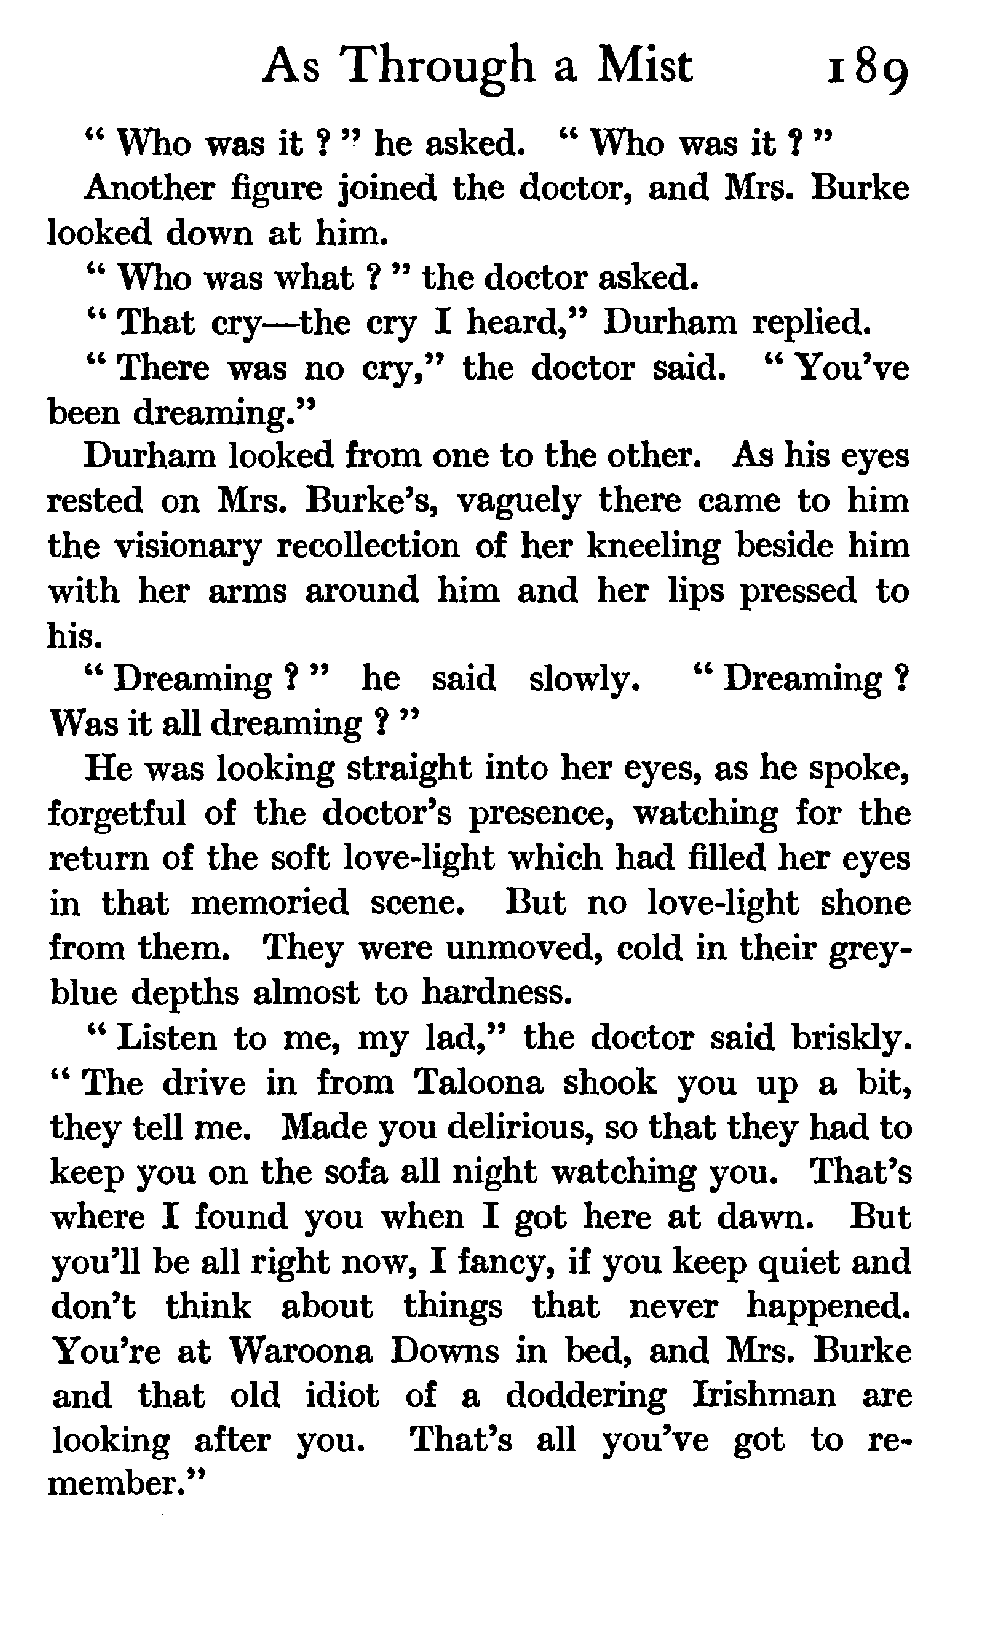 As Through a Mist 189
“ Who was it ? ” he asked. “ Who was it ? ”
Another figure joined the doctor, and Mrs. Burke
looked down at him.
“ Who was what ? ” the doctor asked.
“ That cry—the cry I heard,” Durham replied.
“ There was no cry,” the doctor said. “ You’ve
been dreaming.”
Durham looked from one to the other. As his eyes
rested on Mrs. Burke’s, vaguely there came to him
the visionary recollection of her kneeling beside him
with her arms around him and her lips pressed to
his.
“ Dreaming ? ” he said slowly. “ Dreaming ?
Was it all dreaming ? ”
He was looking straight into her eyes, as he spoke,
forgetful of the doctor’s presence, watching for the
return of the soft love-light which had filled her eyes
in that memoried scene. But no love-light shone
from them. They were unmoved, cold in their grey-
blue depths almost to hardness.
“ Listen to me, my lad,” the doctor said briskly.
“ The drive in from Taloona shook you up a bit,
they tell me. Made you delirious, so that they had to
keep you on the sofa all night watching you. That’s
where I found you when I got here at dawn. But
you’ll be all right now, I fancy, if you keep quiet and
don’t think about things that never happened.
You’re at Waroona Downs in bed, and Mrs. Burke
and that old idiot of a doddering Irishman are
looking after you. That’s all you’ve got to re-
member.”